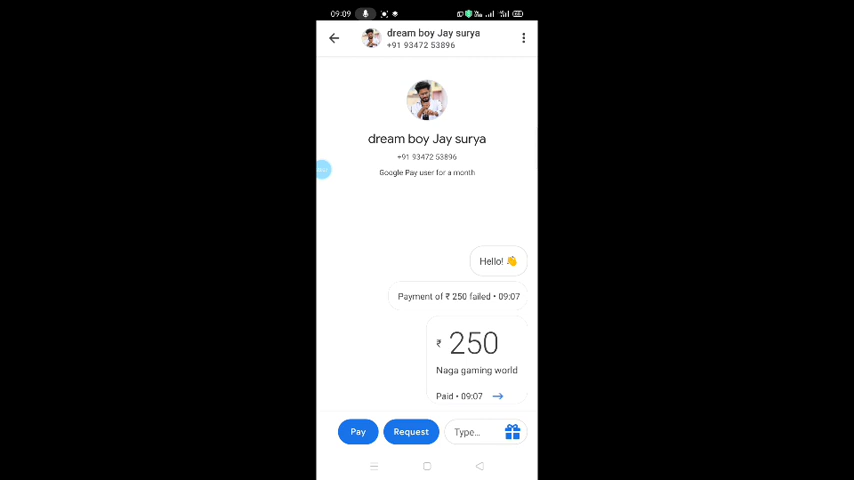 09:09
dream boy Jay surya
+91 93472 53896
dream boy Jay surya
+91 93472 53896
Google Pay user for a month
Hello! 👋
Payment of ₹ 250 failed • 09:07
₹ 250
Naga gaming world
Paid • 09:07 →
Pay Request Type...